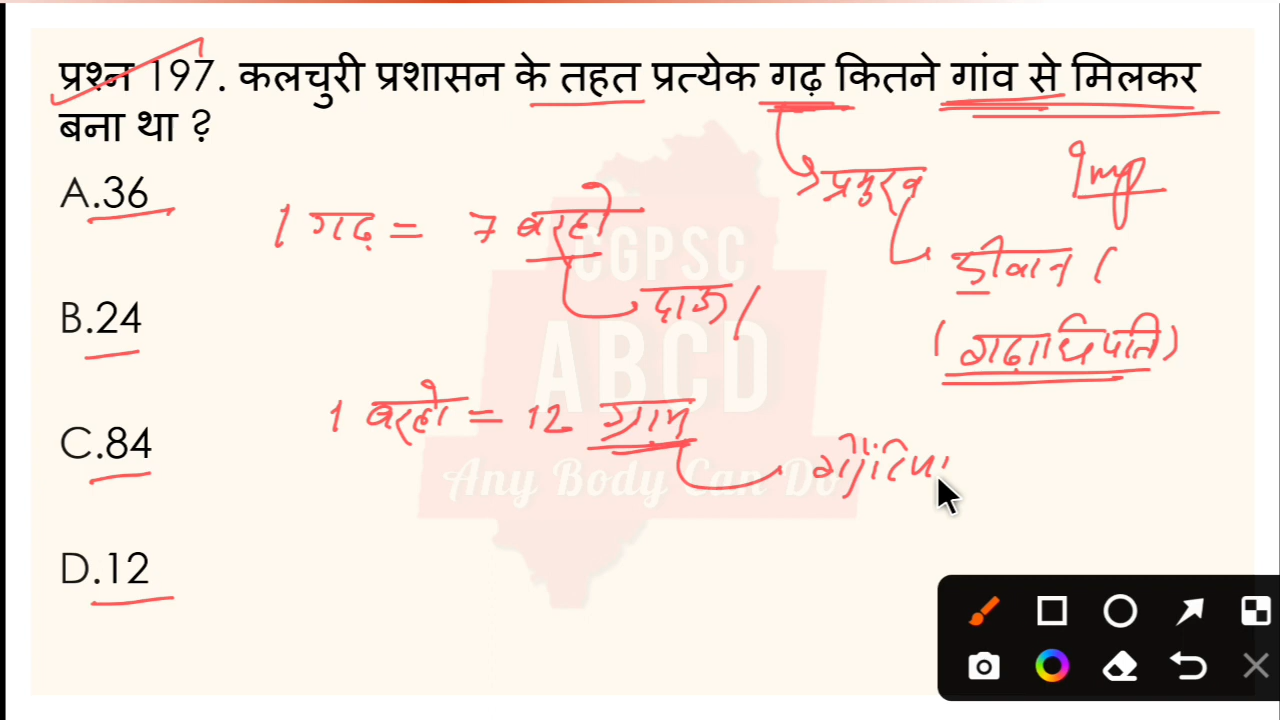 प्रश्न 197. कलचुरी प्रशासन के तहत प्रत्येक गढ़ कितने गांव से मिलकर
बना था ?
A.36
B.24
C.84
D.12
1 गढ़ = 7 बरहो
दाऊ
1 बरहो = 12 ग्राम
गौंटिया
प्रमुख
Imp
दीवान
(गढ़ाधिपति)
CGPSC
ABCD
Any Body Can Do